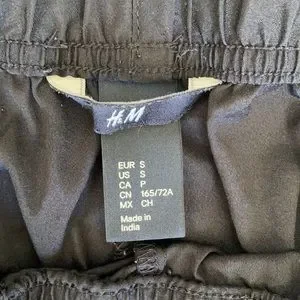 H&M
EUR S
US S
CA P
CN 165/72A
MX CH
Made in
India